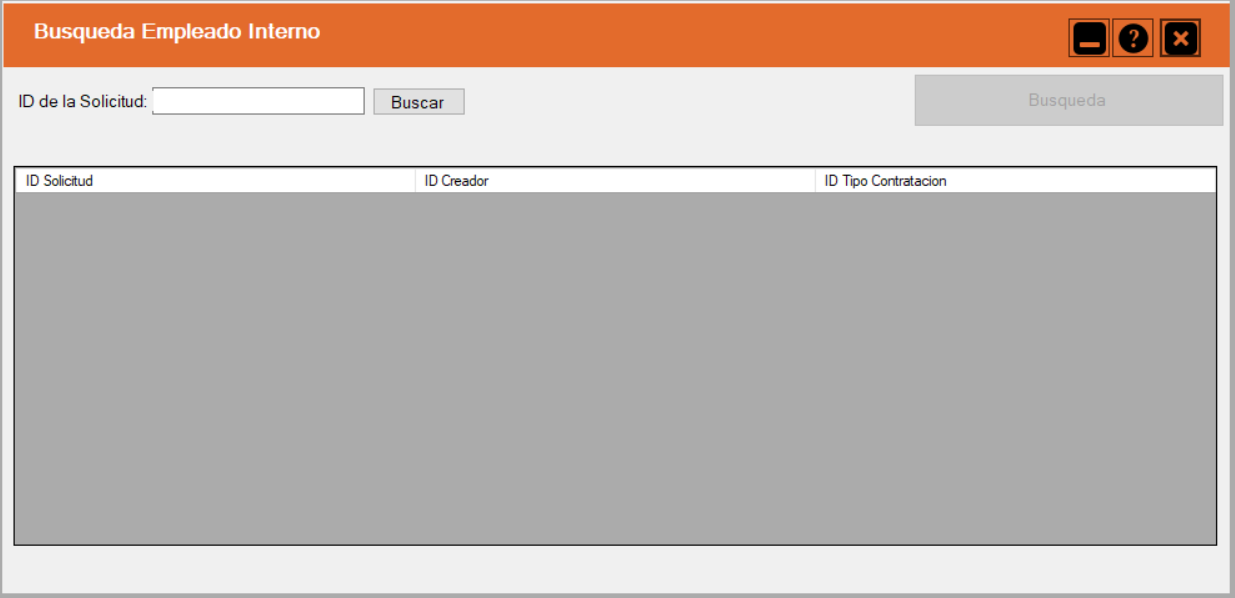 Busqueda Empleado Interno
ID de la Solicitud: Buscar Busqueda
ID Solicitud ID Creador ID Tipo Contratacion